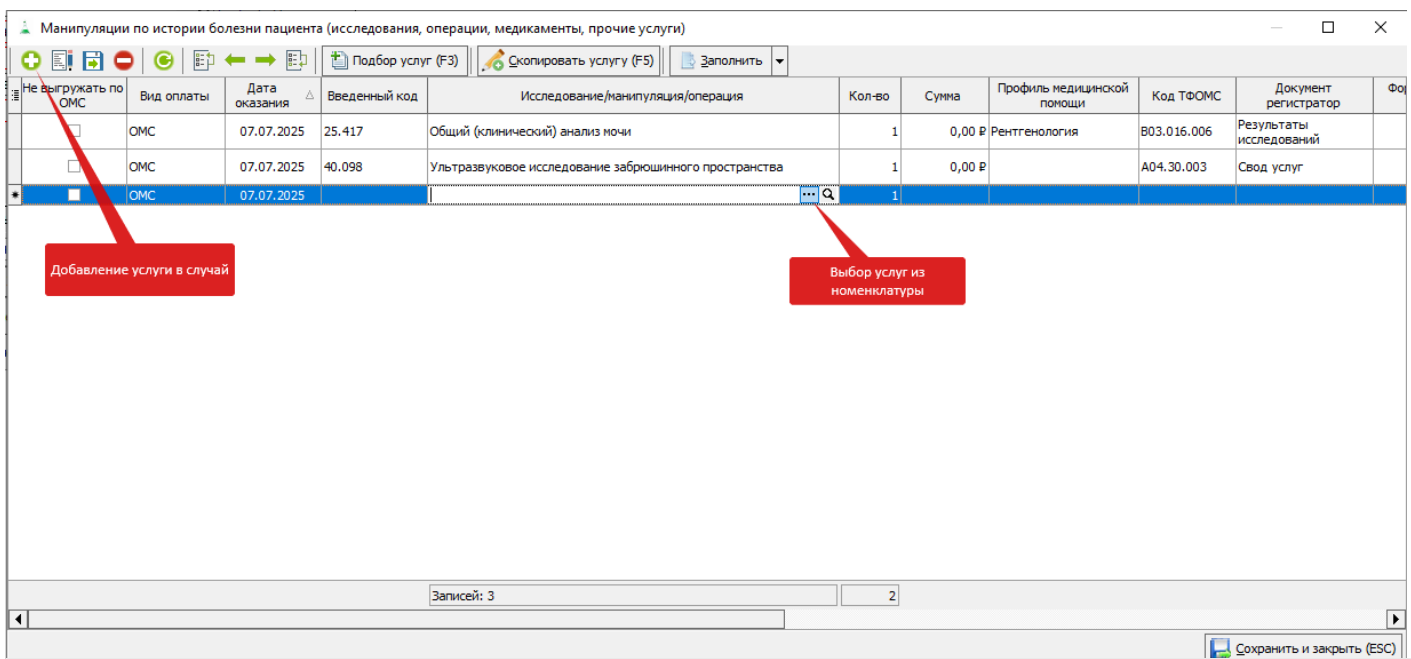 Манипуляции по истории болезни пациента (исследования, операции, медикаменты, прочие услуги)
Подбор услуг (F3) Скопировать услугу (F5) Заполнить
Не выгружать по ОМС Вид оплаты Дата оказания Введенный код Исследование/манипуляция/операция Кол-во Сумма Профиль медицинской помощи Код ТФОМС Документ регистратор
ОМС 07.07.2025 25.417 Общий (клинический) анализ мочи 1 0,00 ₽ Рентгенология B03.016.006 Результаты исследований
ОМС 07.07.2025 40.098 Ультразвуковое исследование забрюшинного пространства 1 0,00 ₽ A04.30.003 Свод услуг
ОМС 07.07.2025 1
Добавление услуги в случай
Выбор услуг из
номенклатуры
Записей: 3 2
Сохранить и закрыть (ESC)